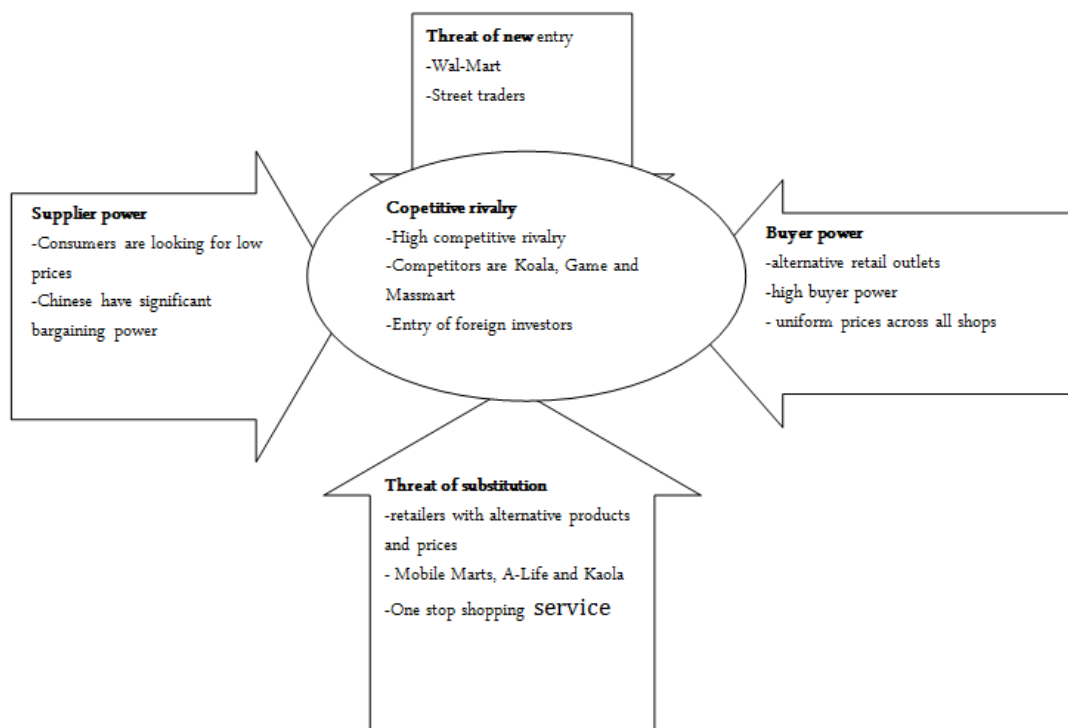 Threat of new entry
-Wal-Mart
-Street traders
Supplier power
-Consumers are looking for low
prices
-Chinese have significant
bargaining power
Copetitive rivalry
-High competitive rivalry
-Competitors are Koala, Game and
Massmart
-Entry of foreign investors
Buyer power
-alternative retail outlets
-high buyer power
- uniform prices across all shops
Threat of substitution
-retailers with alternative products
and prices
- Mobile Marts, A-Life and Kaola
-One stop shopping service